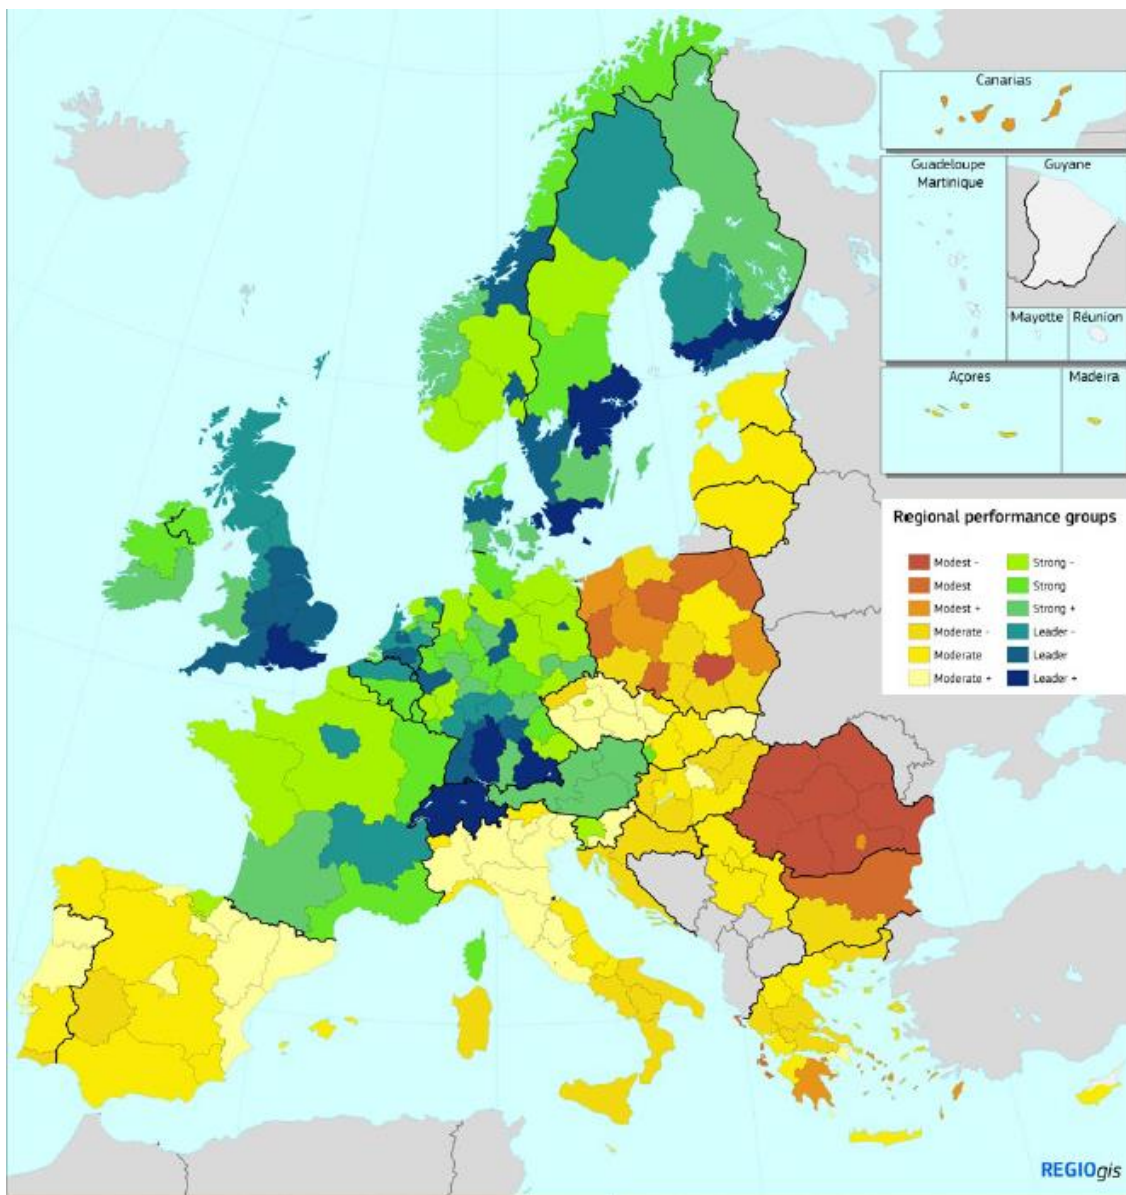 Canarias
Guadeloupe
Martinique
Guyane
Mayotte
Réunion
Açores
Madeira
Regional performance groups
Modest -
Modest
Modest +
Moderate -
Moderate
Moderate +
Strong -
Strong
Strong +
Leader -
Leader
Leader +
REGIOgis